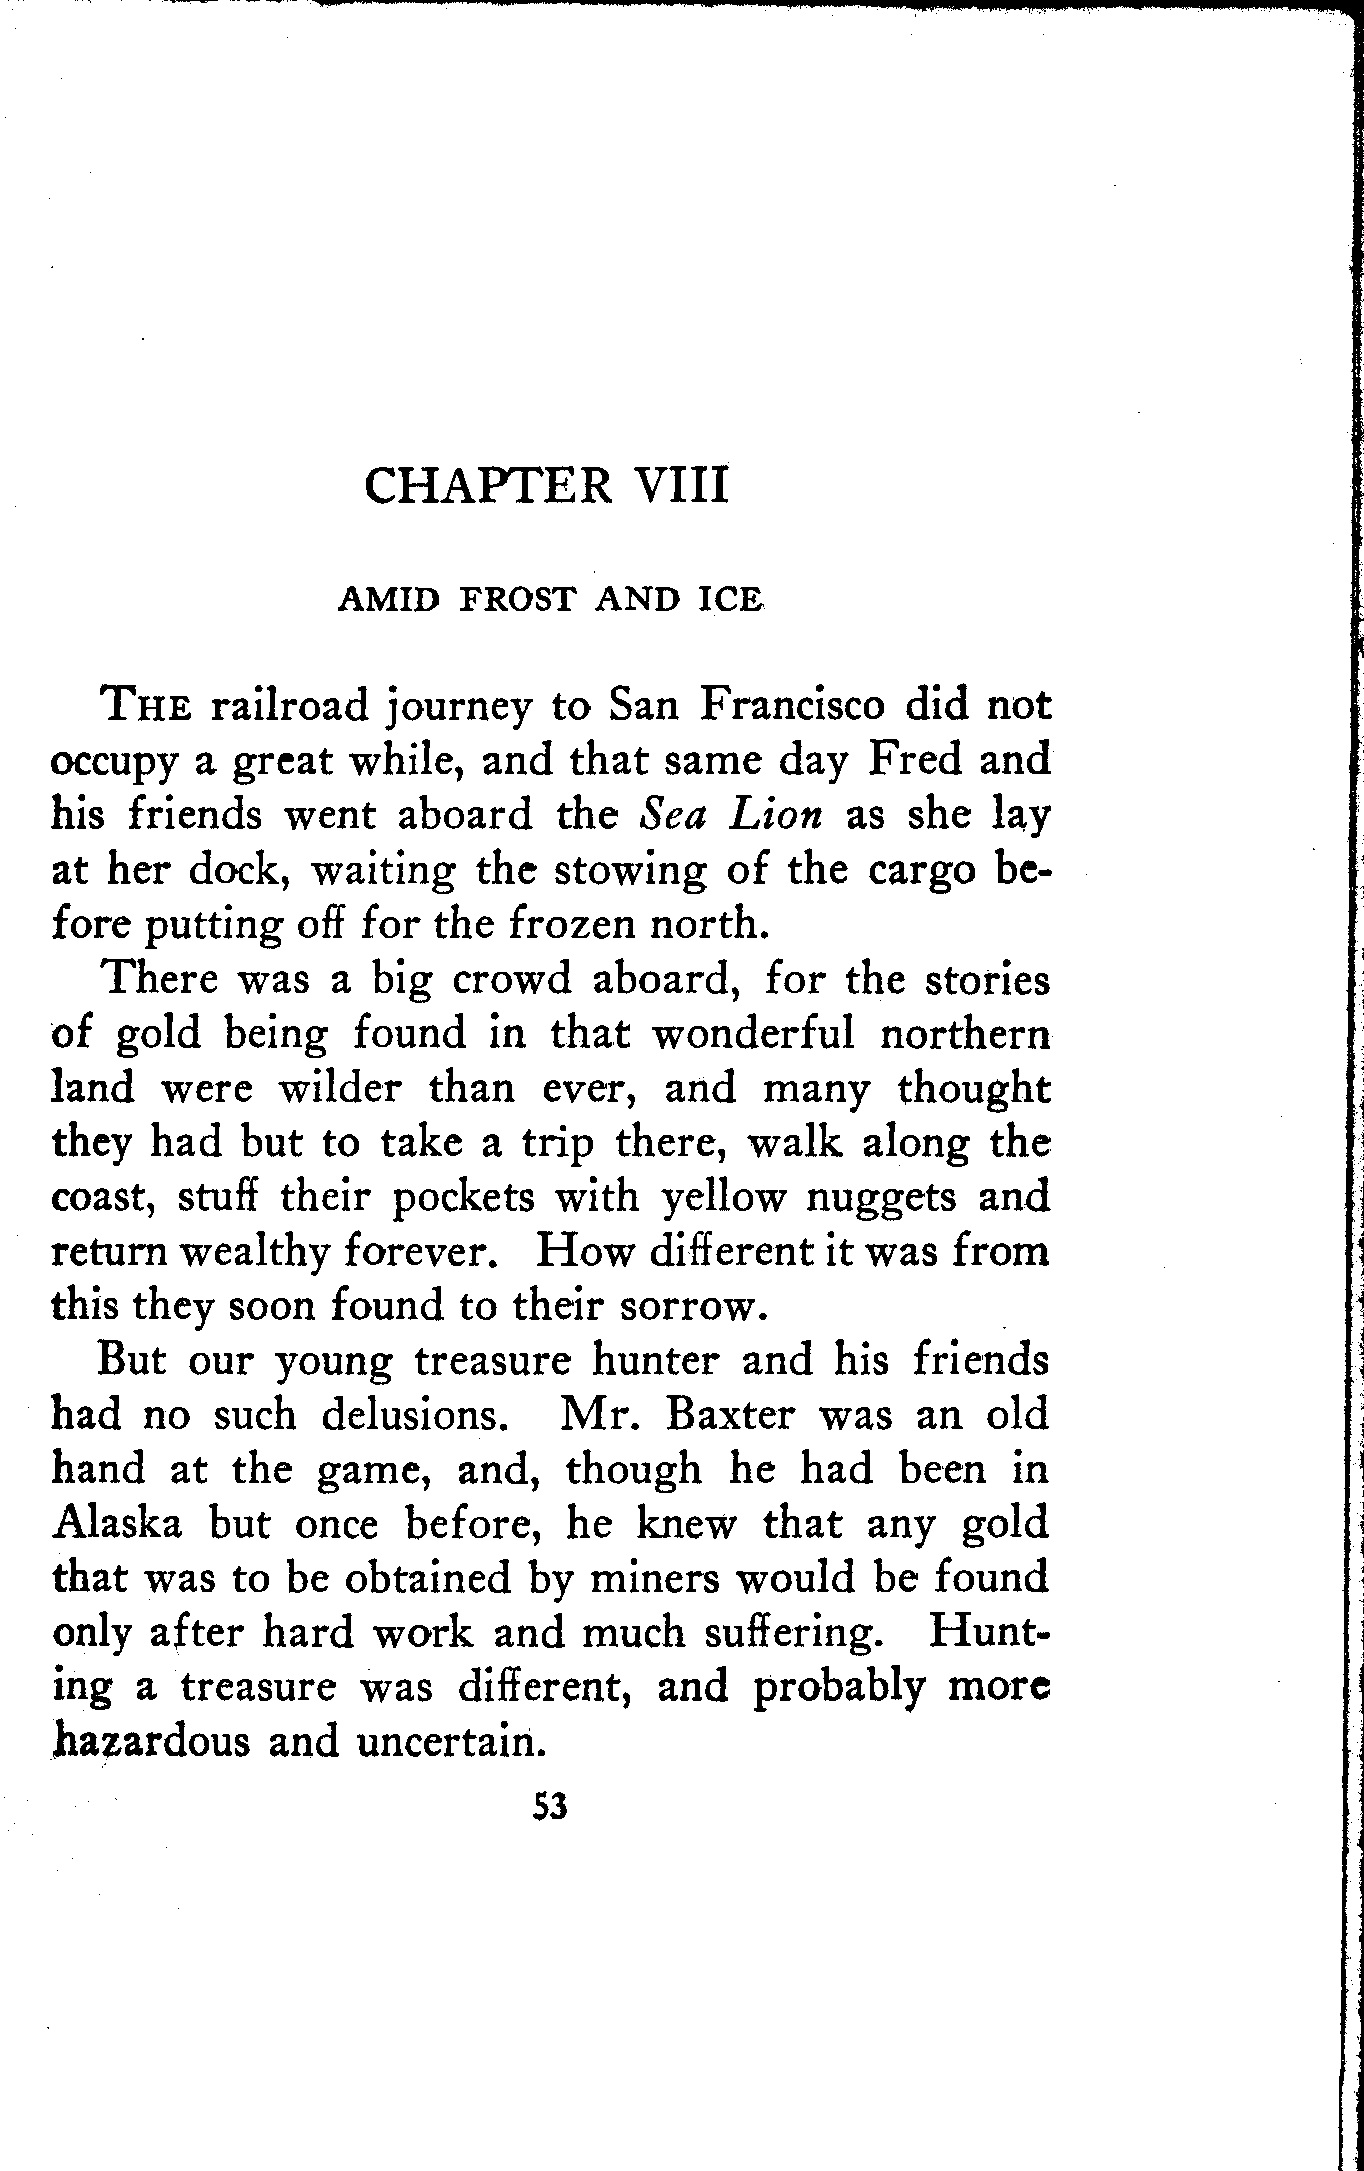 CHAPTER VIII
AMID FROST AND ICE
THE railroad journey to San Francisco did not
occupy a great while, and that same day Fred and
his friends went aboard the Sea Lion as she lay
at her dock, waiting the stowing of the cargo be-
fore putting off for the frozen north.
There was a big crowd aboard, for the stories
of gold being found in that wonderful northern
land were wilder than ever, and many thought
they had but to take a trip there, walk along the
coast, stuff their pockets with yellow nuggets and
return wealthy forever. How different it was from
this they soon found to their sorrow.
But our young treasure hunter and his friends
had no such delusions. Mr. Baxter was an old
hand at the game, and, though he had been in
Alaska but once before, he knew that any gold
that was to be obtained by miners would be found
only after hard work and much suffering. Hunt-
ing a treasure was different, and probably more
hazardous and uncertain.
53